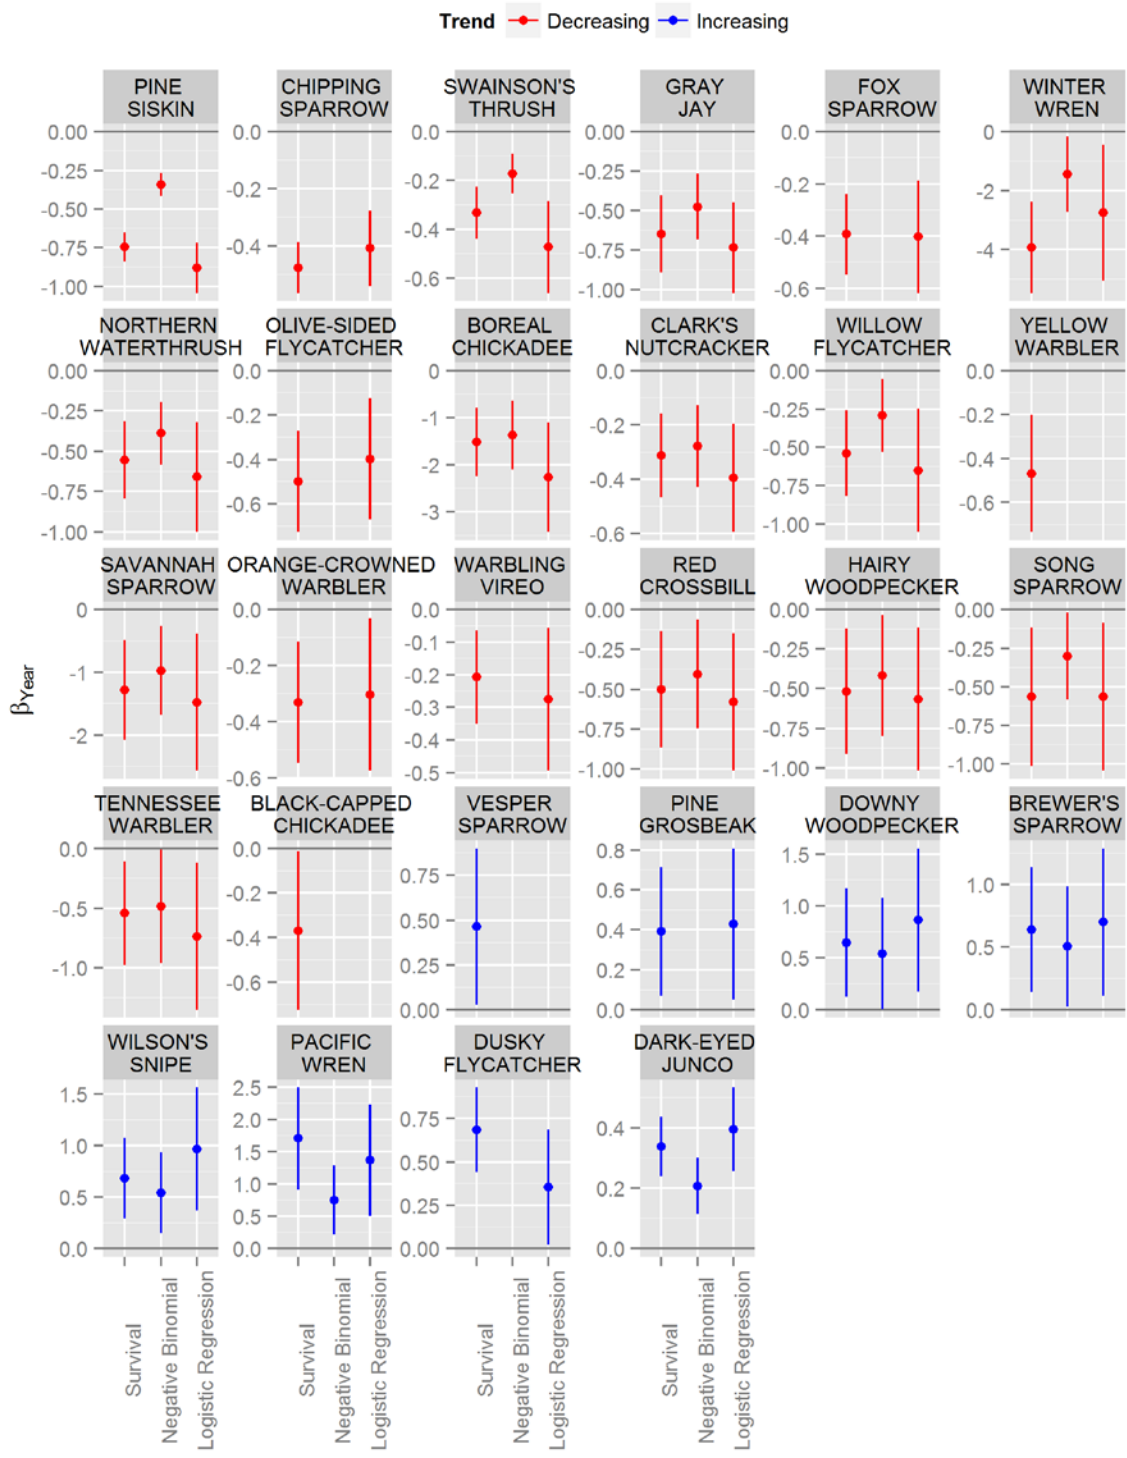 Trend Decreasing Increasing
PINE SISKIN
CHIPPING SPARROW
SWAINSON'S THRUSH
GRAY JAY
FOX SPARROW
WINTER WREN
0.00
-0.25
-0.50
-0.75
-1.00
0.0
-0.2
-0.4
0.0
-0.2
-0.4
-0.6
0.00
-0.25
-0.50
-0.75
-1.00
0.0
-0.2
-0.4
-0.6
0
-2
-4
NORTHERN WATERTHRUSH
OLIVE-SIDED FLYCATCHER
BOREAL CHICKADEE
CLARK'S NUTCRACKER
WILLOW FLYCATCHER
YELLOW WARBLER
0.00
-0.25
-0.50
-0.75
-1.00
0.0
-0.2
-0.4
-0.6
0
-1
-2
-3
0.0
-0.2
-0.4
-0.6
0.00
-0.25
-0.50
-0.75
-1.00
0.0
-0.2
-0.4
-0.6
SAVANNAH SPARROW
ORANGE-CROWNED WARBLER
WARBLING VIREO
RED CROSSBILL
HAIRY WOODPECKER
SONG SPARROW
0
-1
-2
0.0
-0.2
-0.4
-0.6
0.0
-0.1
-0.2
-0.3
-0.4
-0.5
0.00
-0.25
-0.50
-0.75
-1.00
0.00
-0.25
-0.50
-0.75
-1.00
0.00
-0.25
-0.50
-0.75
-1.00
βYear
TENNESSEE WARBLER
BLACK-CAPPED CHICKADEE
VESPER SPARROW
PINE GROSBEAK
DOWNY WOODPECKER
BREWER'S SPARROW
0.0
-0.5
-1.0
0.0
-0.2
-0.4
-0.6
0.75
0.50
0.25
0.00
0.8
0.6
0.4
0.2
0.0
1.5
1.0
0.5
0.0
1.0
0.5
0.0
WILSON'S SNIPE
PACIFIC WREN
DUSKY FLYCATCHER
DARK-EYED JUNCO
1.5
1.0
0.5
0.0
2.5
2.0
1.5
1.0
0.5
0.0
0.75
0.50
0.25
0.00
0.4
0.2
0.0
Survival
Negative Binomial
Logistic Regression
Survival
Negative Binomial
Logistic Regression
Survival
Negative Binomial
Logistic Regression
Survival
Negative Binomial
Logistic Regression